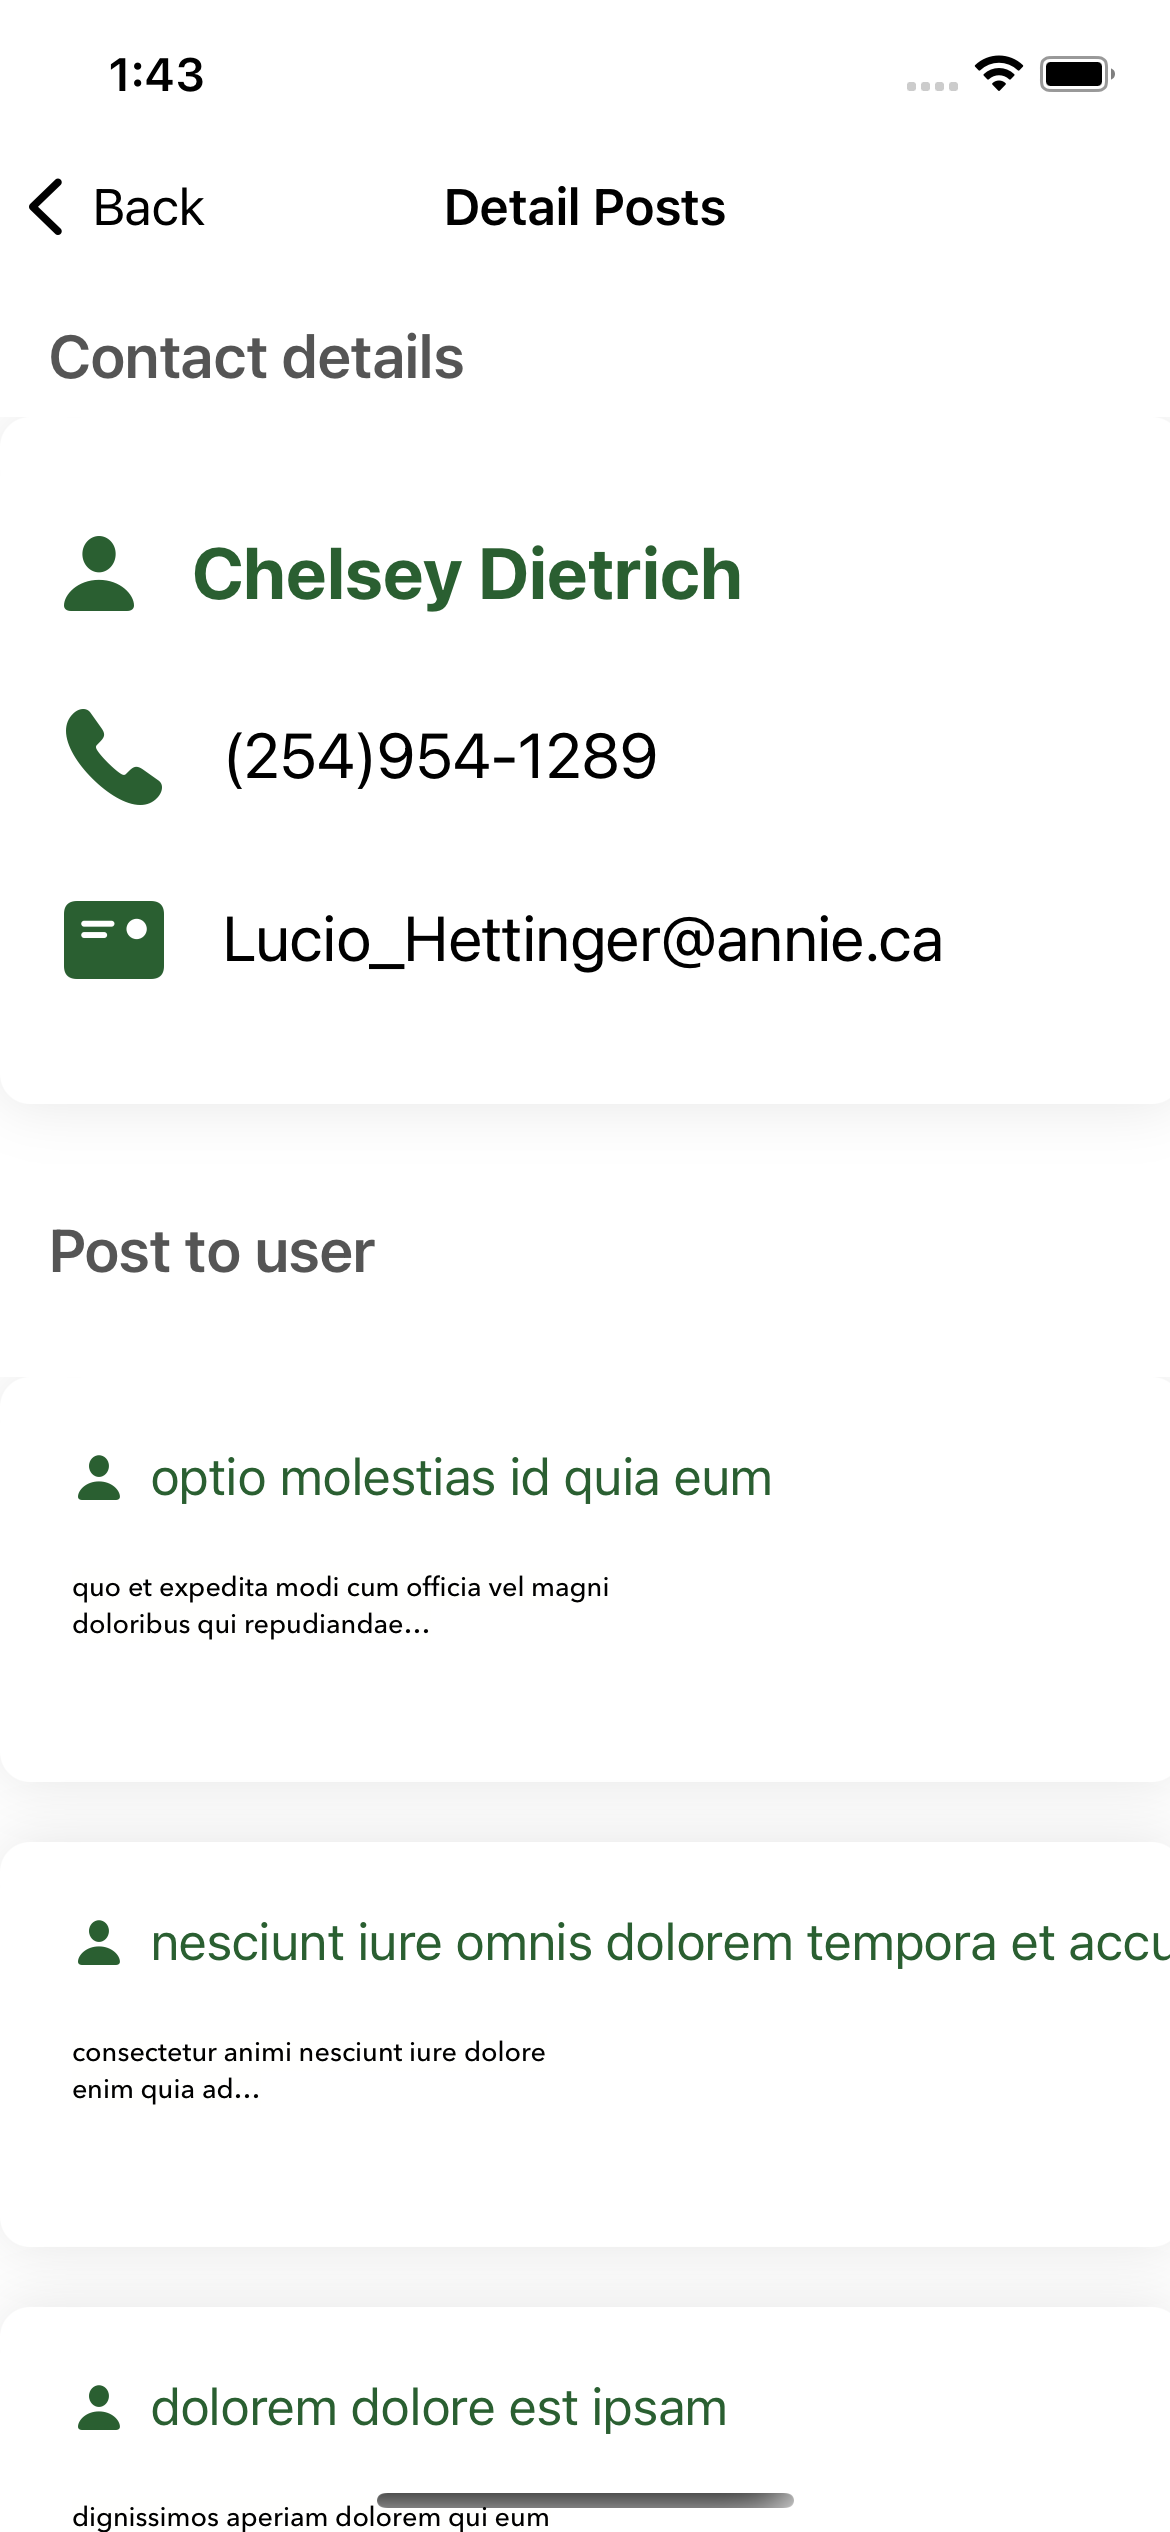 1:43
Back
Detail Posts
Contact details
Chelsey Dietrich
(254)954-1289
Lucio_Hettinger@annie.ca
Post to user
optio molestias id quia eum
quo et expedita modi cum officia vel magni
doloribus qui repudiandae...
nesciunt iure omnis dolorem tempora et accu
consectetur animi nesciunt iure dolore
enim quia ad...
dolorem dolore est ipsam
dignissimos aperiam dolorem qui eum